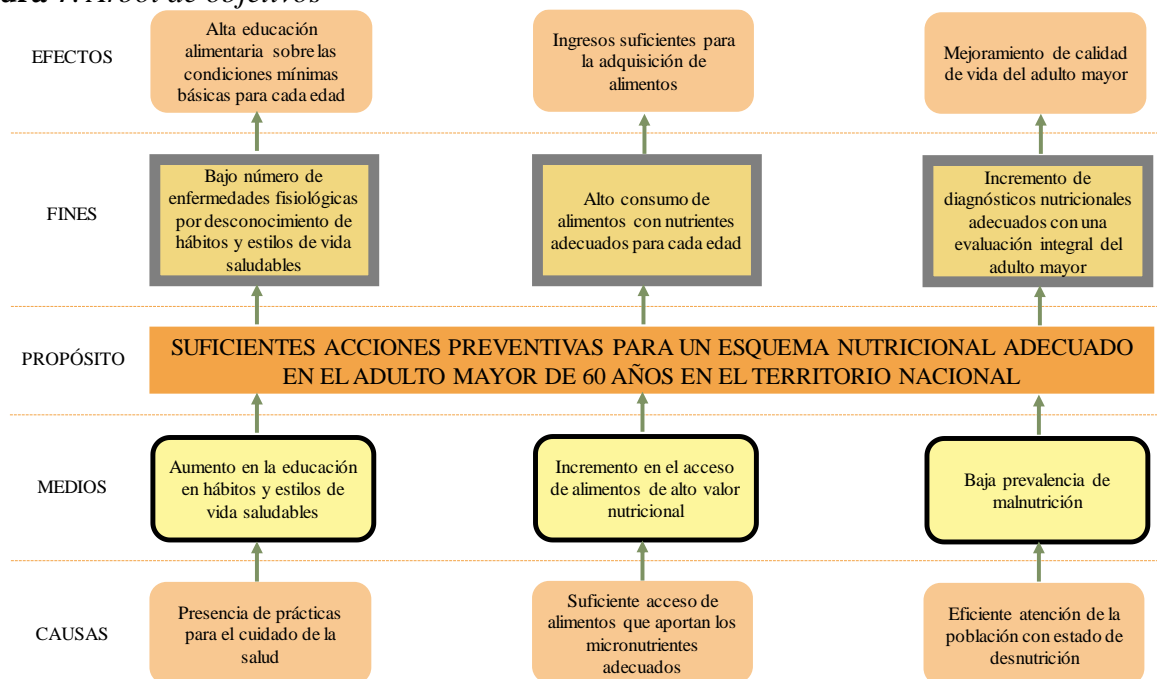 Árbol de objetivos
EFECTOS
Alta educación
alimentaria sobre las
condiciones mínimas
básicas para cada edad
Ingresos suficientes para
la adquisición de
alimentos
Mejoramiento de calidad
de vida del adulto mayor
FINES
Bajo número de
enfermedades fisiológicas
por desconocimiento de
hábitos y estilos de vida
saludables
Alto consumo de
alimentos con nutrientes
adecuados para cada edad
Incremento de
diagnósticos nutricionales
adecuados con una
evaluación integral del
adulto mayor
PROPÓSITO
SUFICIENTES ACCIONES PREVENTIVAS PARA UN ESQUEMA NUTRICIONAL ADECUADO
EN EL ADULTO MAYOR DE 60 AÑOS EN EL TERRITORIO NACIONAL
MEDIOS
Aumento en la educación
en hábitos y estilos de
vida saludables
Incremento en el acceso
de alimentos de alto valor
nutricional
Baja prevalencia de
malnutrición
CAUSAS
Presencia de prácticas
para el cuidado de la
salud
Suficiente acceso de
alimentos que aportan los
micronutrientes
adecuados
Eficiente atención de la
población con estado de
desnutrición